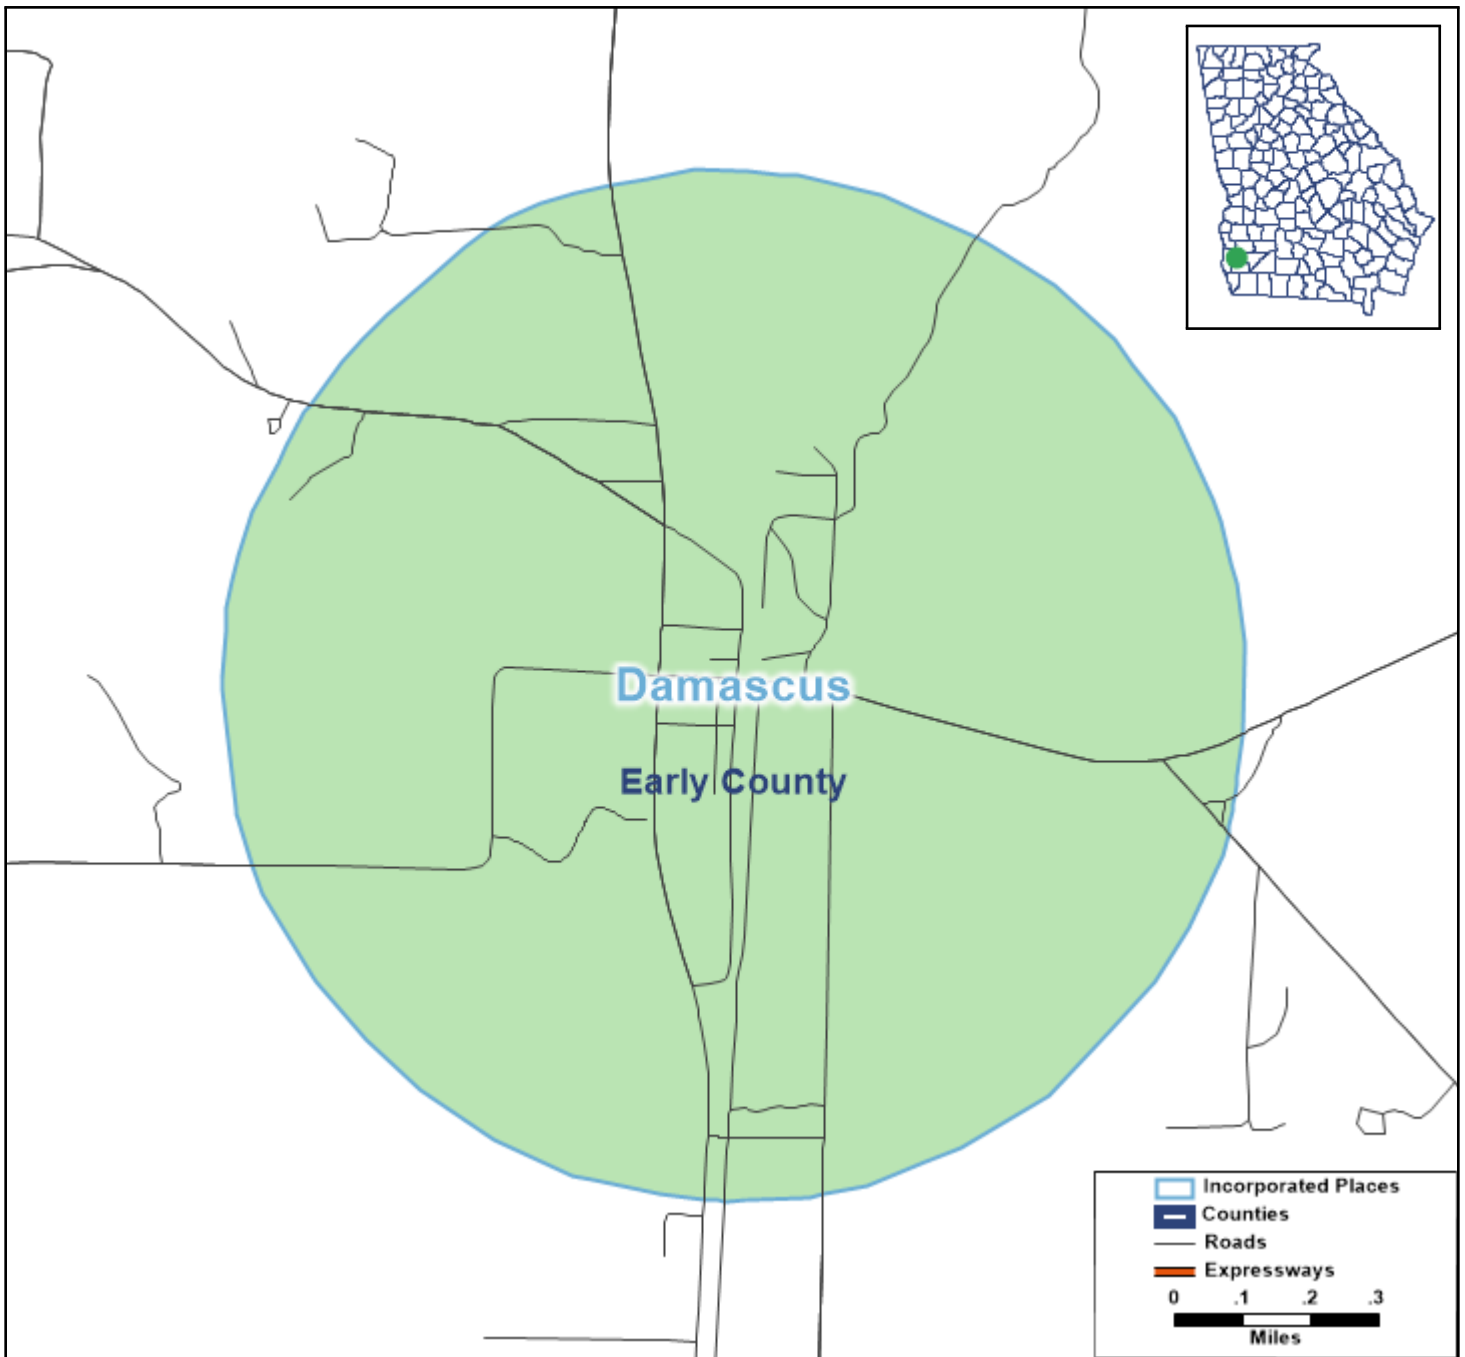 Damascus
Early County
Incorporated Places
Counties
Roads
Expressways
0 .1 .2 .3
Miles